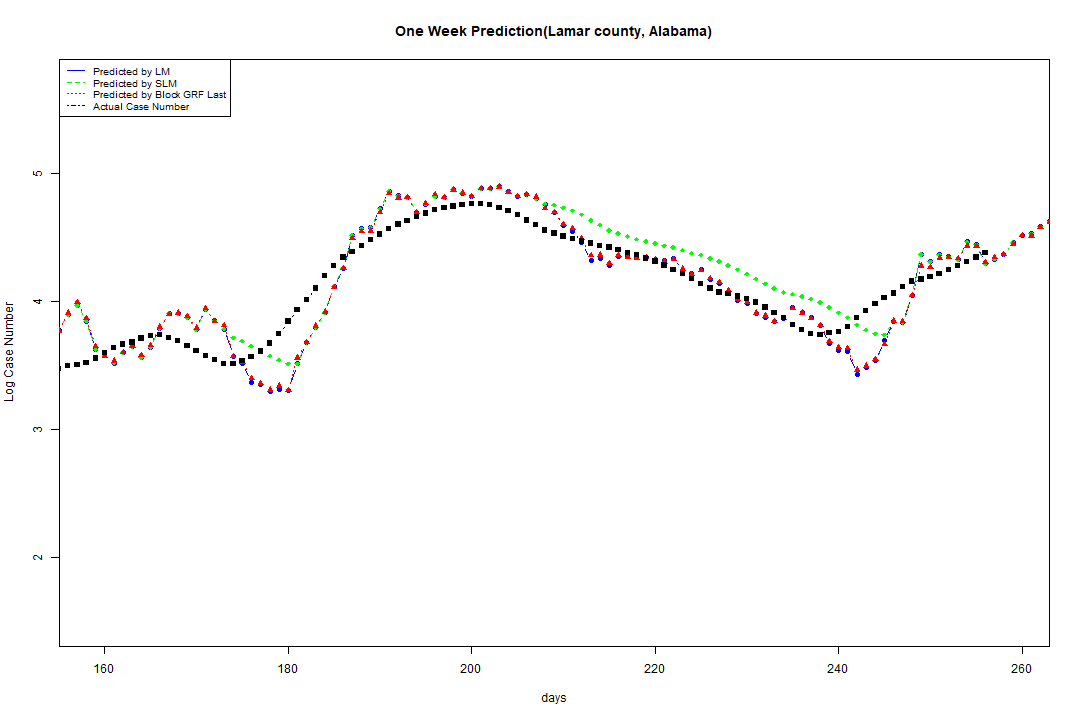 One Week Prediction(Lamar county, Alabama)
Predicted by LM
Predicted by SLM
Predicted by Block GRF Last
Actual Case Number
5
4
3
2
Log Case Number
160 180 200 220 240 260
days